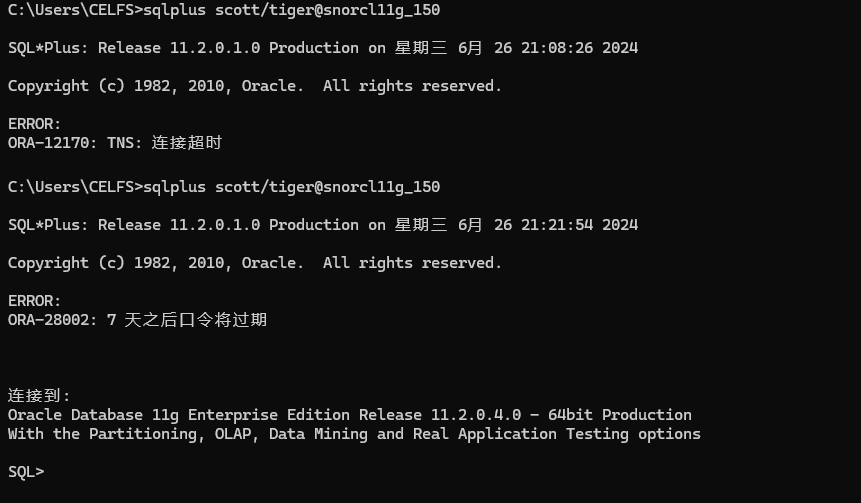 C:\Users\CELFS>sqlplus scott/tiger@snorcl11g_150
SQL*Plus: Release 11.2.0.1.0 Production on 星期三 6月 26 21:08:26 2024
Copyright (c) 1982, 2010, Oracle.  All rights reserved.
ERROR:
ORA-12170: TNS: 连接超时
C:\Users\CELFS>sqlplus scott/tiger@snorcl11g_150
SQL*Plus: Release 11.2.0.1.0 Production on 星期三 6月 26 21:21:54 2024
Copyright (c) 1982, 2010, Oracle.  All rights reserved.
ERROR:
ORA-28002: 7 天之后口令将过期
连接到:
Oracle Database 11g Enterprise Edition Release 11.2.0.4.0 - 64bit Production
With the Partitioning, OLAP, Data Mining and Real Application Testing options
SQL>